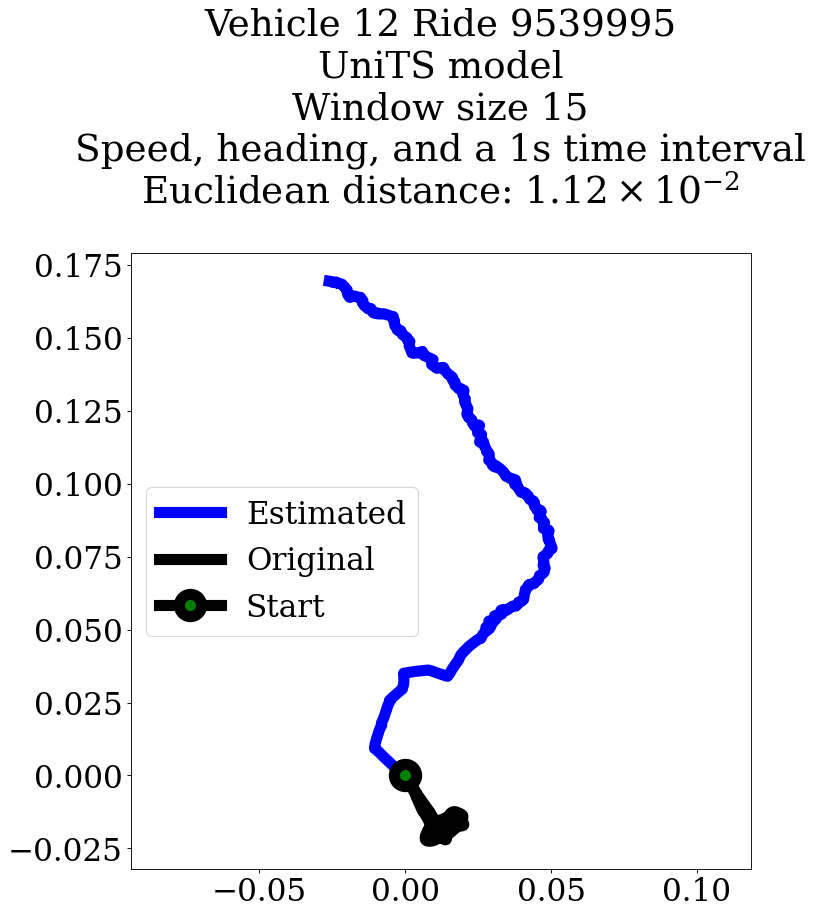 Vehicle 12 Ride 9539995
UniTS model
Window size 15
Speed, heading, and a 1s time interval
Euclidean distance: 1.12 × 10⁻²
0.175
0.150
0.125
0.100
0.075
0.050
0.025
0.000
−0.025
Estimated
Original
Start
−0.05 0.00 0.05 0.10